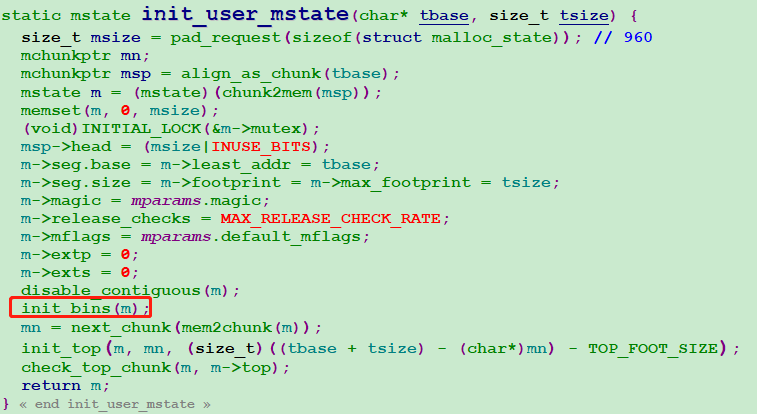 static mstate init_user_mstate(char* tbase, size_t tsize) {
size_t msize = pad_request(sizeof(struct malloc_state)); // 960
mchunkptr mn;
mchunkptr msp = align_as_chunk(tbase);
mstate m = (mstate)(chunk2mem(msp));
memset(m, 0, msize);
(void)INITIAL_LOCK(&m->mutex);
msp->head = (msize|INUSE_BITS);
m->seg.base = m->least_addr = tbase;
m->seg.size = m->footprint = m->max_footprint = tsize;
m->magic = mparams.magic;
m->release_checks = MAX_RELEASE_CHECK_RATE;
m->mflags = mparams.default_mflags;
m->extp = 0;
m->exts = 0;
disable_contiguous(m);
init_bins(m);
mn = next_chunk(mem2chunk(m));
init_top(m, mn, (size_t)((tbase + tsize) - (char*)mn) - TOP_FOOT_SIZE);
check_top_chunk(m, m->top);
return m;
} « end init_user_mstate »